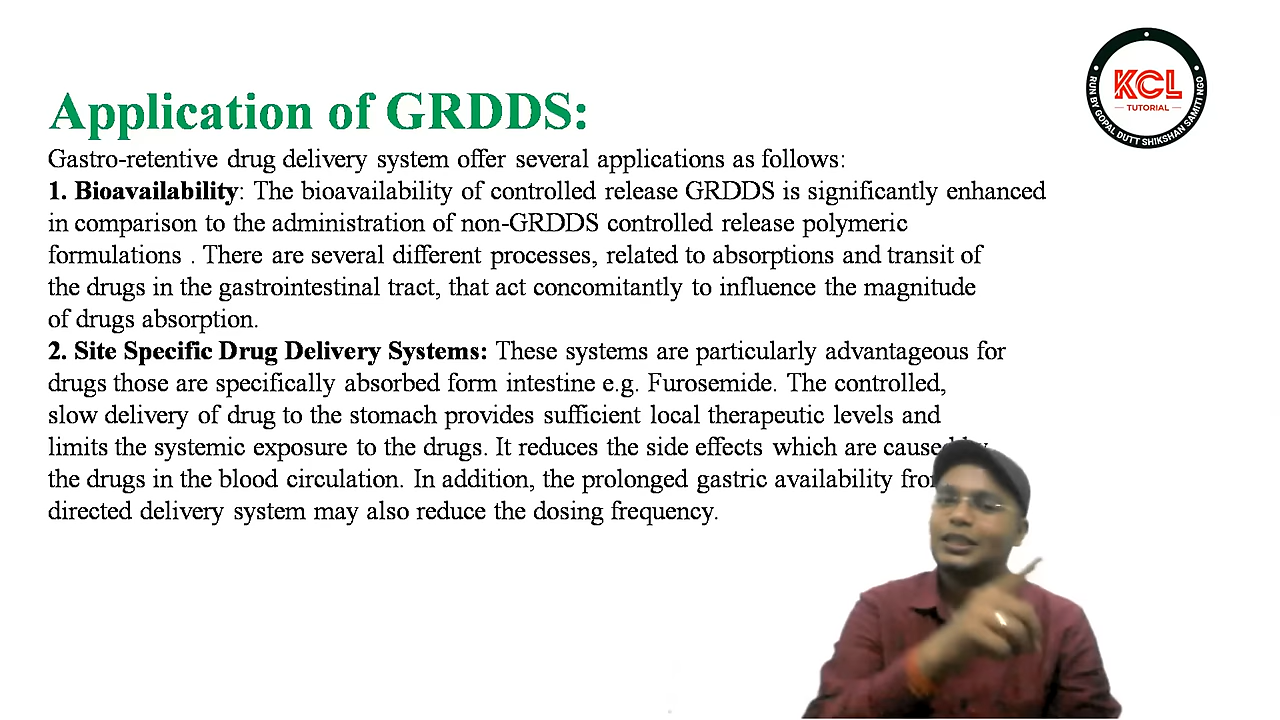 Application of GRDDS:
Gastro-retentive drug delivery system offer several applications as follows:
1. Bioavailability: The bioavailability of controlled release GRDDS is significantly enhanced
in comparison to the administration of non-GRDDS controlled release polymeric
formulations . There are several different processes, related to absorptions and transit of
the drugs in the gastrointestinal tract, that act concomitantly to influence the magnitude
of drugs absorption.
2. Site Specific Drug Delivery Systems: These systems are particularly advantageous for
drugs those are specifically absorbed form intestine e.g. Furosemide. The controlled,
slow delivery of drug to the stomach provides sufficient local therapeutic levels and
limits the systemic exposure to the drugs. It reduces the side effects which are caused by
the drugs in the blood circulation. In addition, the prolonged gastric availability
directed delivery system may also reduce the dosing frequency.
KCL
TUTORIAL
RUN BY GOPAL DUTT SHIKSHAN SAMITI NGO